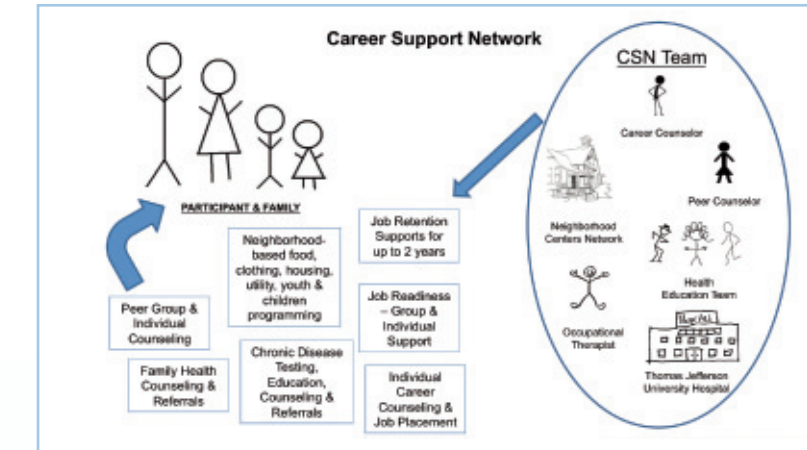 Career Support Network
PARTICIPANT & FAMILY
Job Retention
Supports for
up to 2 years
Neighborhood-
based food,
clothing, housing,
utility, youth &
children
programming
Peer Group &
Individual
Counseling
Job Readiness
– Group &
Individual
Support
Family Health
Counseling &
Referrals
Chronic Disease
Testing,
Education,
Counseling &
Referrals
Individual
Career
Counseling &
Job Placement
CSN Team
Career Counselor
Peer Counselor
Neighborhood
Centers Network
Health
Education Team
Occupational
Therapist
Thomas Jefferson
University Hospital